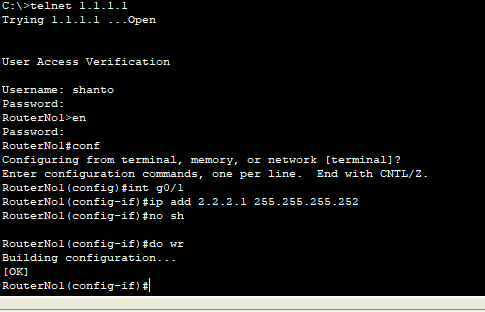 C:\>telnet 1.1.1.1
Trying 1.1.1.1 ...Open
User Access Verification
Username: shanto
Password:
RouterNo1>en
Password:
RouterNo1#conf
Configuring from terminal, memory, or network [terminal]?
Enter configuration commands, one per line.  End with CNTL/Z.
RouterNo1(config)#int g0/1
RouterNo1(config-if)#ip add 2.2.2.1 255.255.255.252
RouterNo1(config-if)#no sh
RouterNo1(config-if)#do wr
Building configuration...
[OK]
RouterNo1(config-if)#